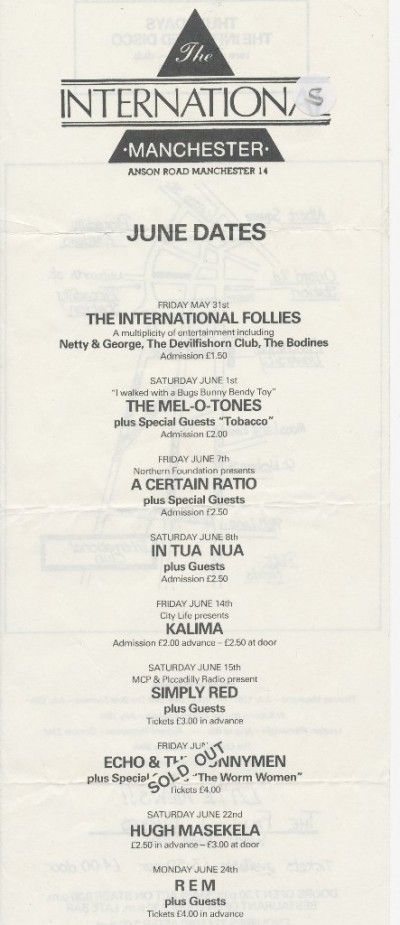 The
INTERNATIONA S
·MANCHESTER·
ANSON ROAD MANCHESTER 14
JUNE DATES
FRIDAY MAY 31st
THE INTERNATIONAL FOLLIES
A multiplicity of entertainment including
Netty & George, The Devilfishorn Club, The Bodines
Admission £1.50
SATURDAY JUNE 1st
"I walked with a Bugs Bunny Bendy Toy"
THE MEL-O-TONES
plus Special Guests "Tobacco"
Admission £2.00
FRIDAY JUNE 7th
Northern Foundation presents
A CERTAIN RATIO
plus Special Guests
Admission £2.50
SATURDAY JUNE 8th
IN TUA NUA
plus Guests
Admission £2.50
FRIDAY JUNE 14th
City Life presents
KALIMA
Admission £2.00 advance – £2.50 at door
SATURDAY JUNE 15th
MCP & Piccadily Radio present
SIMPLY RED
plus Guests
Tickets £3.00 in advance
FRIDAY
ECHO & NNYMEN
SOLD OUT
plus Special "The Worm Women"
Tickets £4.00
SATURDAY JUNE 22nd
HUGH MASEKELA
£2.50 in advance – £3.00 at door
MONDAY JUNE 24th
R E M
plus Guests
Tickets £4.00 in advance